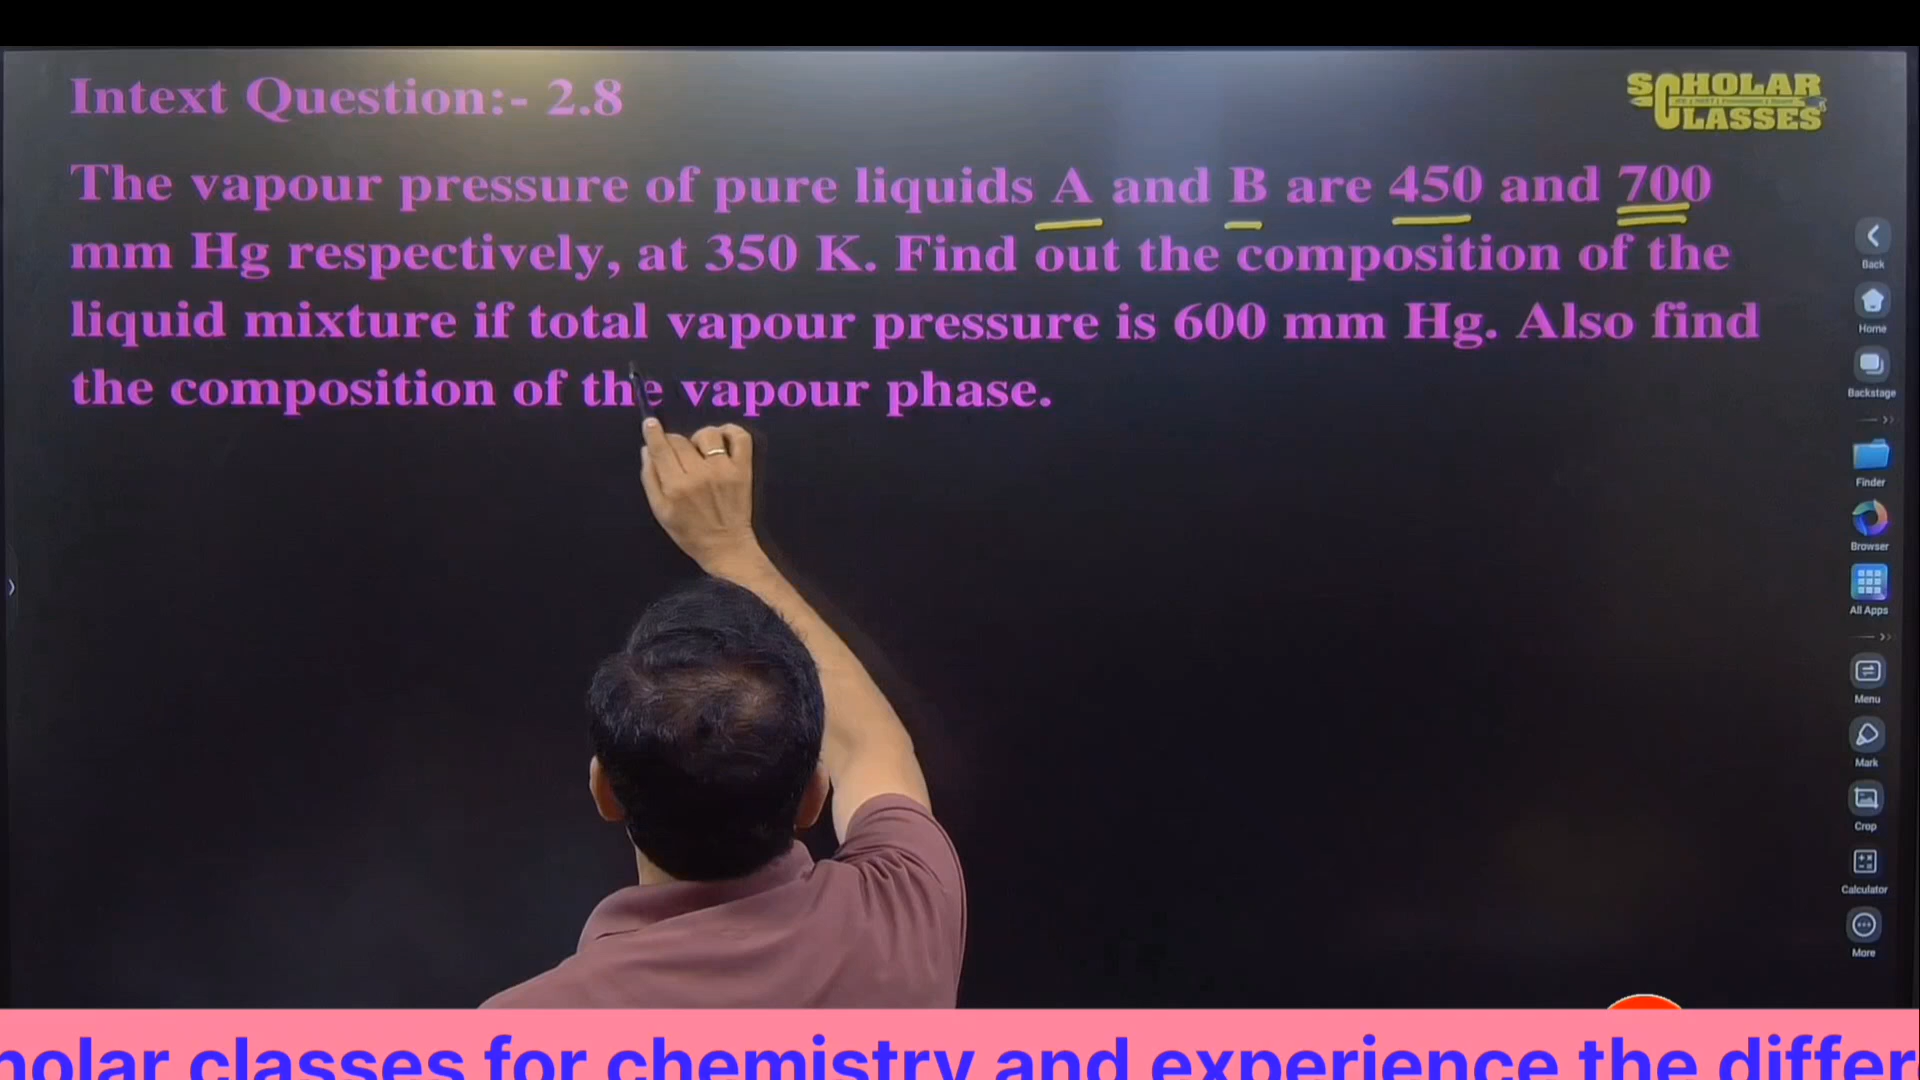 Intext Question:- 2.8
SCHOLAR
CLASSES
The vapour pressure of pure liquids A and B are 450 and 700
mm Hg respectively, at 350 K. Find out the composition of the
liquid mixture if total vapour pressure is 600 mm Hg. Also find
the composition of the vapour phase.
Back
Home
Backstage
Finder
Browser
All Apps
Menu
Mark
Crop
Calculator
More
holar classes for chemistry and experience the differ